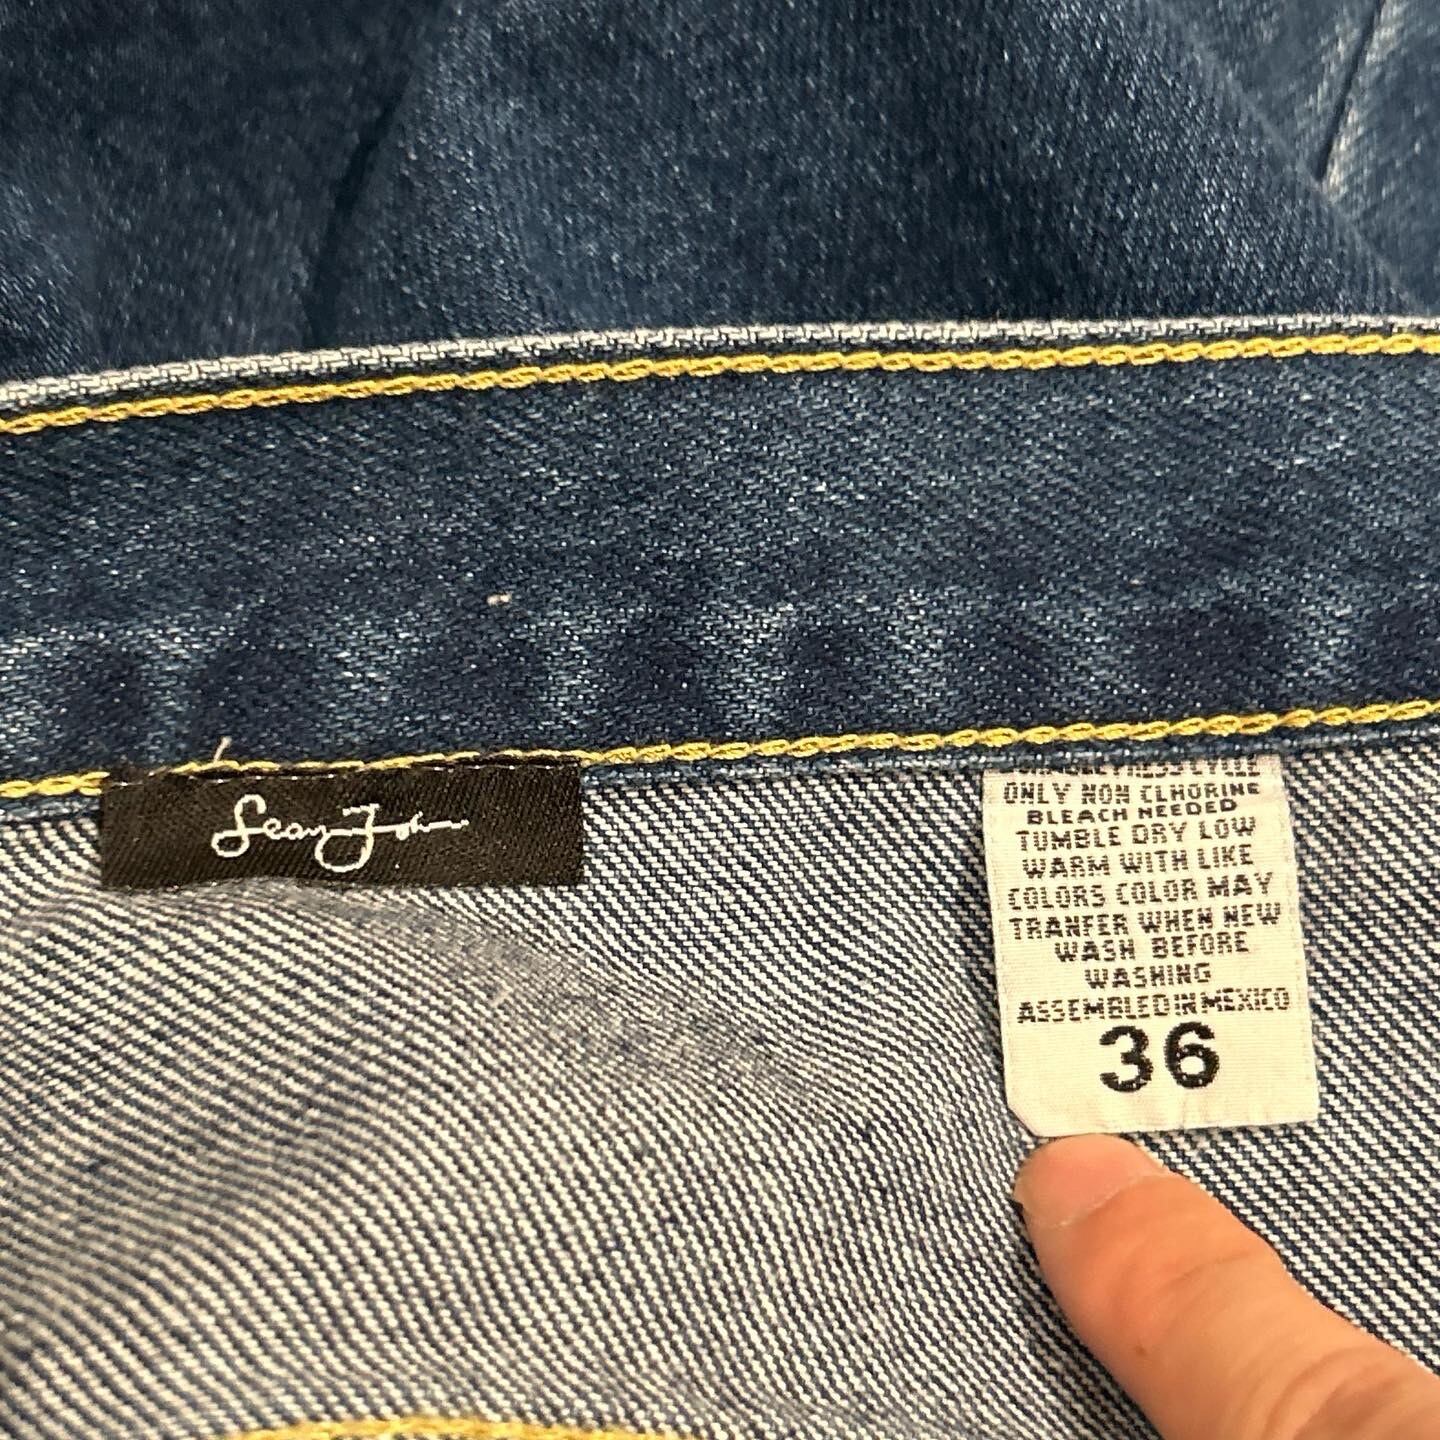 Sean John
ONLY NON CLHORINE
BLEACH NEEDED
TUMBLE DRY LOW
WARM WITH LIKE
COLORS COLOR MAY
TRANFER WHEN NEW
WASH BEFORE
WASHING
ASSEMBLED IN MEXICO
36